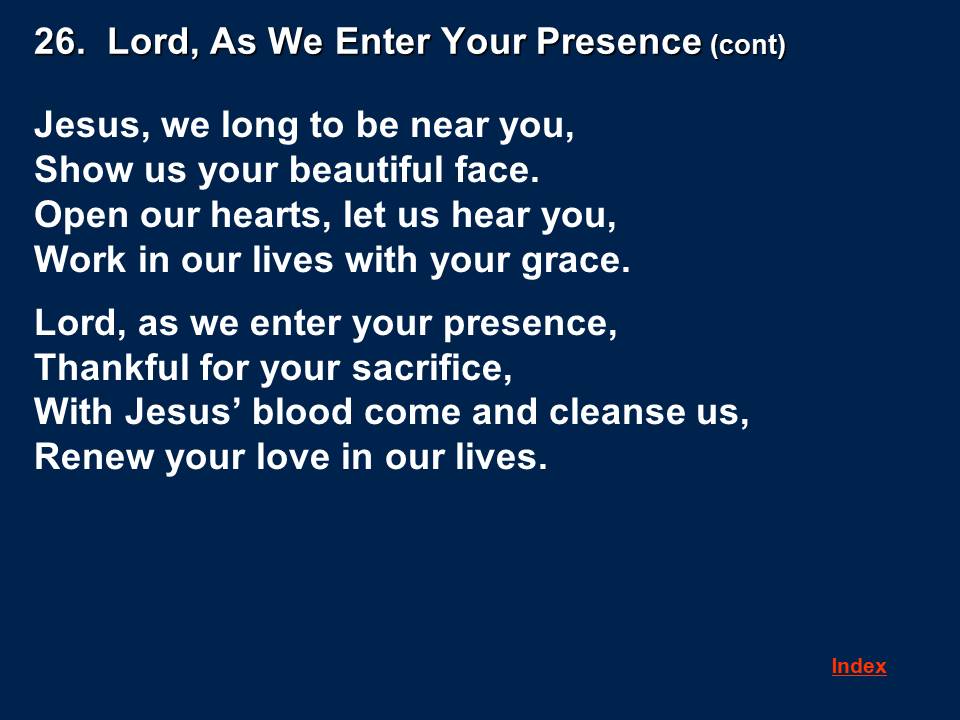 26. Lord, As We Enter Your Presence (cont)
Jesus, we long to be near you,
Show us your beautiful face.
Open our hearts, let us hear you,
Work in our lives with your grace.
Lord, as we enter your presence,
Thankful for your sacrifice,
With Jesus’ blood come and cleanse us,
Renew your love in our lives.
Index